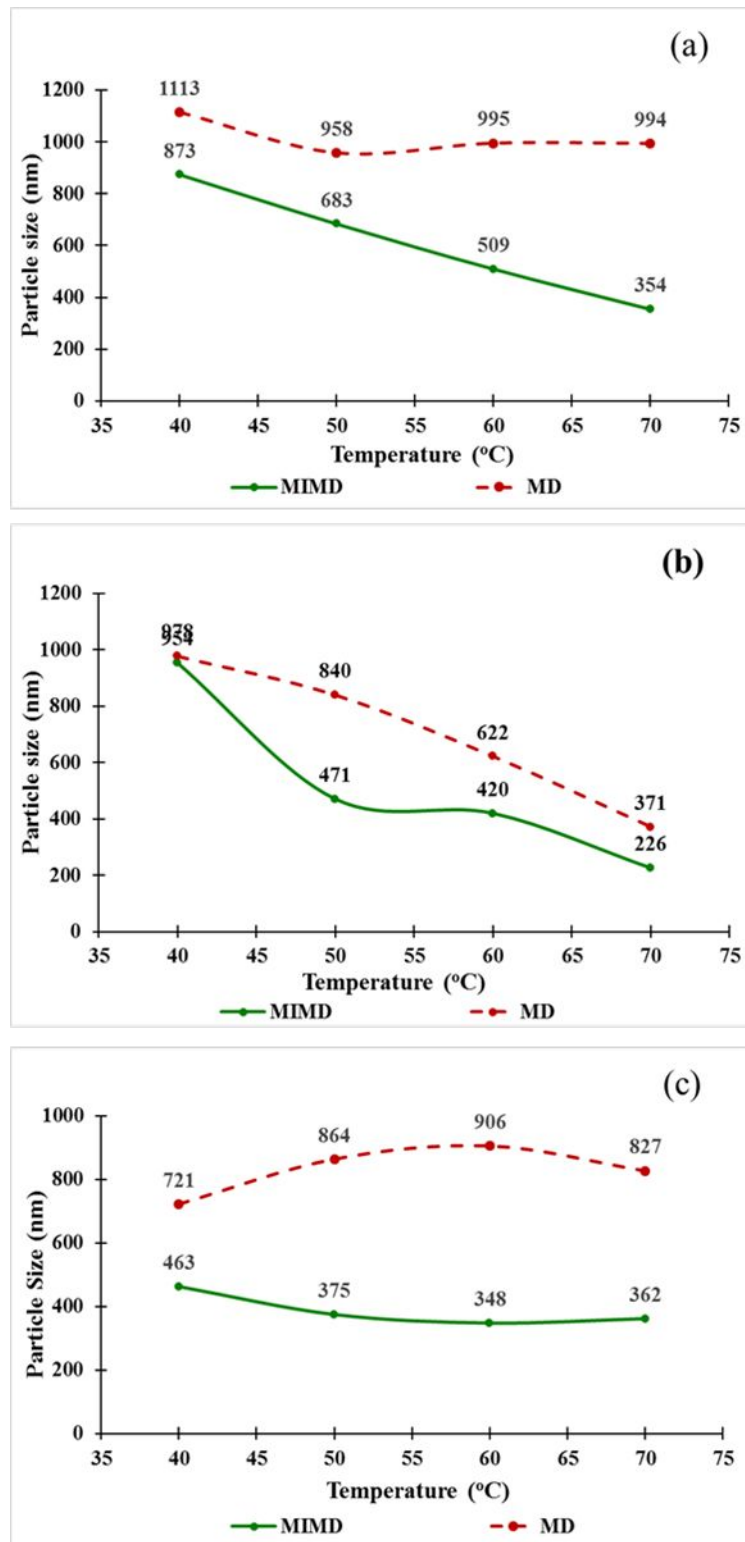 (a)
1200
1000
800
600
400
200
0
Particle size (nm)
1113
958
995
994
873
683
509
354
35 40 45 50 55 60 65 70 75
Temperature (°C)
MIMD MD
(b)
1200
1000
800
600
400
200
0
Particle size (nm)
978
954
840
622
371
471
420
226
35 40 45 50 55 60 65 70 75
Temperature (°C)
MIMD MD
(c)
1000
800
600
400
200
0
Particle Size (nm)
721
864
906
827
463
375
348
362
35 40 45 50 55 60 65 70 75
Temperature (°C)
MIMD MD